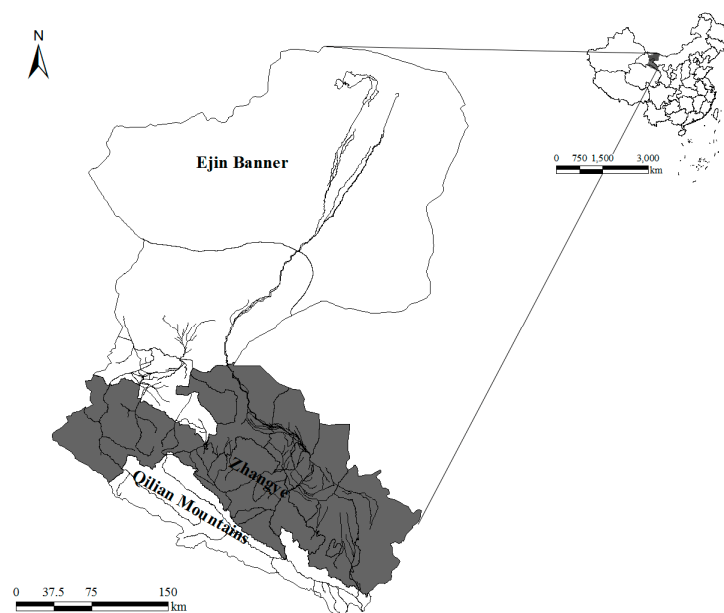 N
Ejin Banner
0 750 1,500 3,000
km
Zhangye
Qilian Mountains
0 37.5 75 150
km